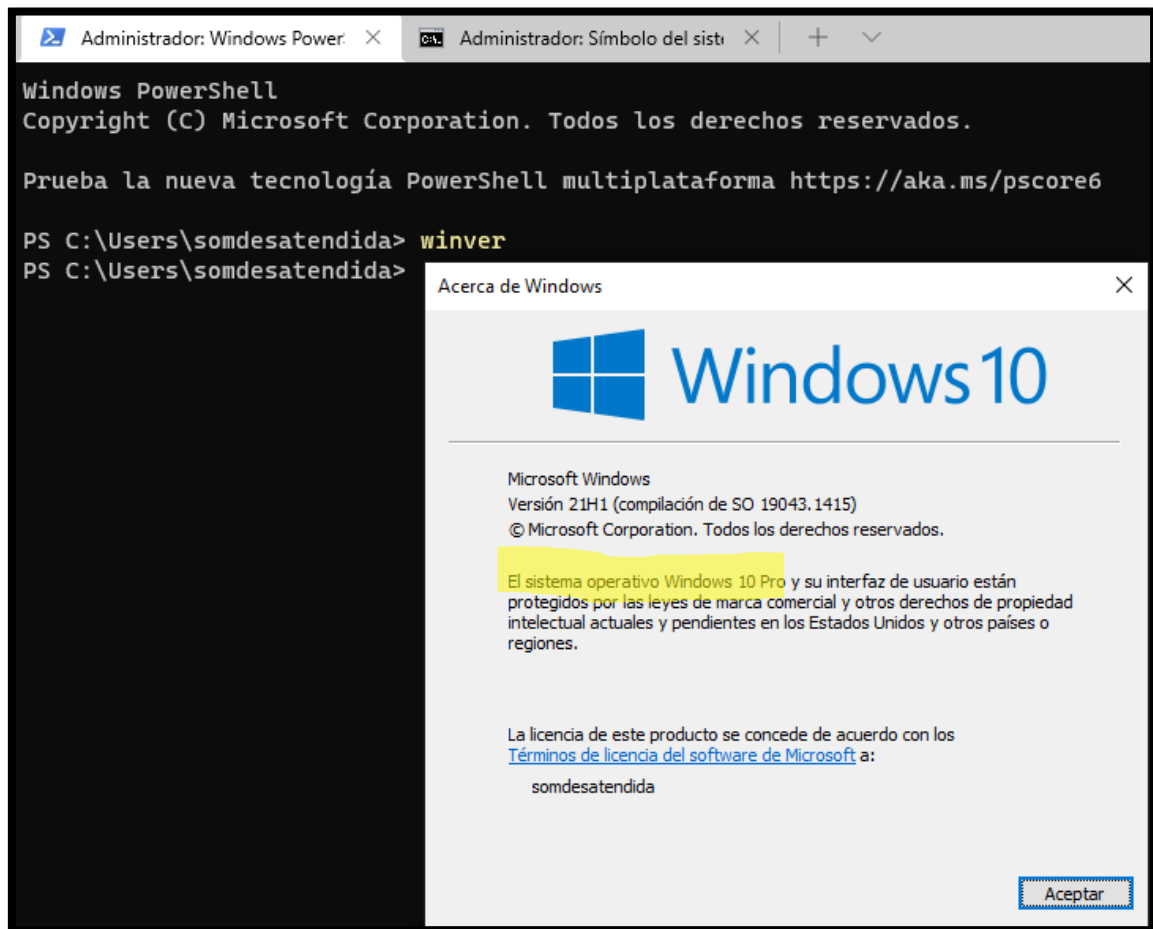 Administrador: Windows Power
Administrador: Símbolo del siste
Windows PowerShell
Copyright (C) Microsoft Corporation. Todos los derechos reservados.
Prueba la nueva tecnología PowerShell multiplataforma https://aka.ms/pscore6
PS C:\Users\somdesatendida> winver
PS C:\Users\somdesatendida>
Acerca de Windows
Windows 10
Microsoft Windows
Versión 21H1 (compilación de SO 19043.1415)
© Microsoft Corporation. Todos los derechos reservados.
El sistema operativo Windows 10 Pro y su interfaz de usuario están
protegidos por las leyes de marca comercial y otros derechos de propiedad
intelectual actuales y pendientes en los Estados Unidos y otros países o
regiones.
La licencia de este producto se concede de acuerdo con los
Términos de licencia del software de Microsoft a:
somdesatendida
Aceptar